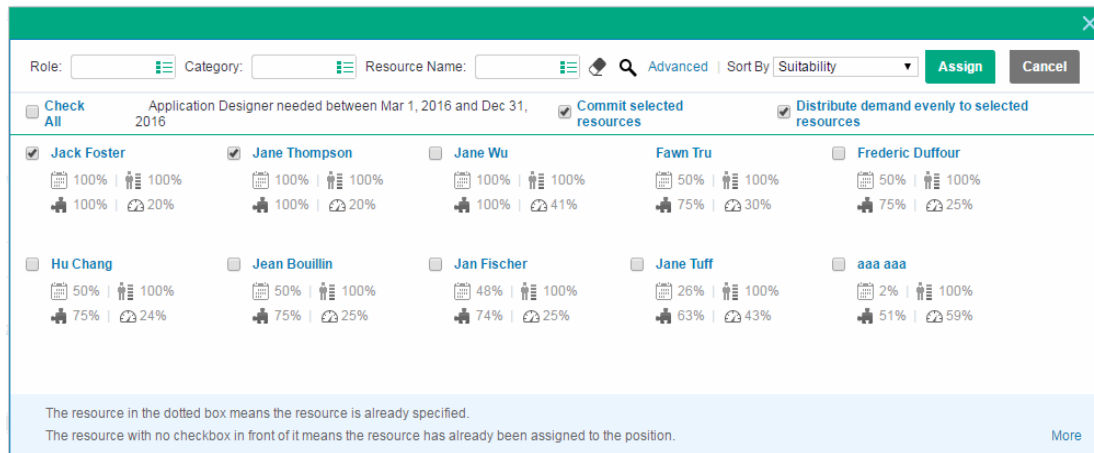 Role: Category: Resource Name: Advanced | Sort By Suitability Assign Cancel
Check All Application Designer needed between Mar 1, 2016 and Dec 31, 2016 Commit selected resources Distribute demand evenly to selected resources
Jack Foster Jane Thompson Jane Wu Fawn Tru Frederic Duffour
100% | 100% 100% | 100% 100% | 100% 50% | 100% 50% | 100%
100% | 20% 100% | 20% 100% | 41% 75% | 30% 75% | 25%
Hu Chang Jean Bouillin Jan Fischer Jane Tuff aaa aaa
50% | 100% 50% | 100% 48% | 100% 26% | 100% 2% | 100%
75% | 24% 75% | 25% 74% | 25% 63% | 43% 51% | 59%
The resource in the dotted box means the resource is already specified.
The resource with no checkbox in front of it means the resource has already been assigned to the position. More